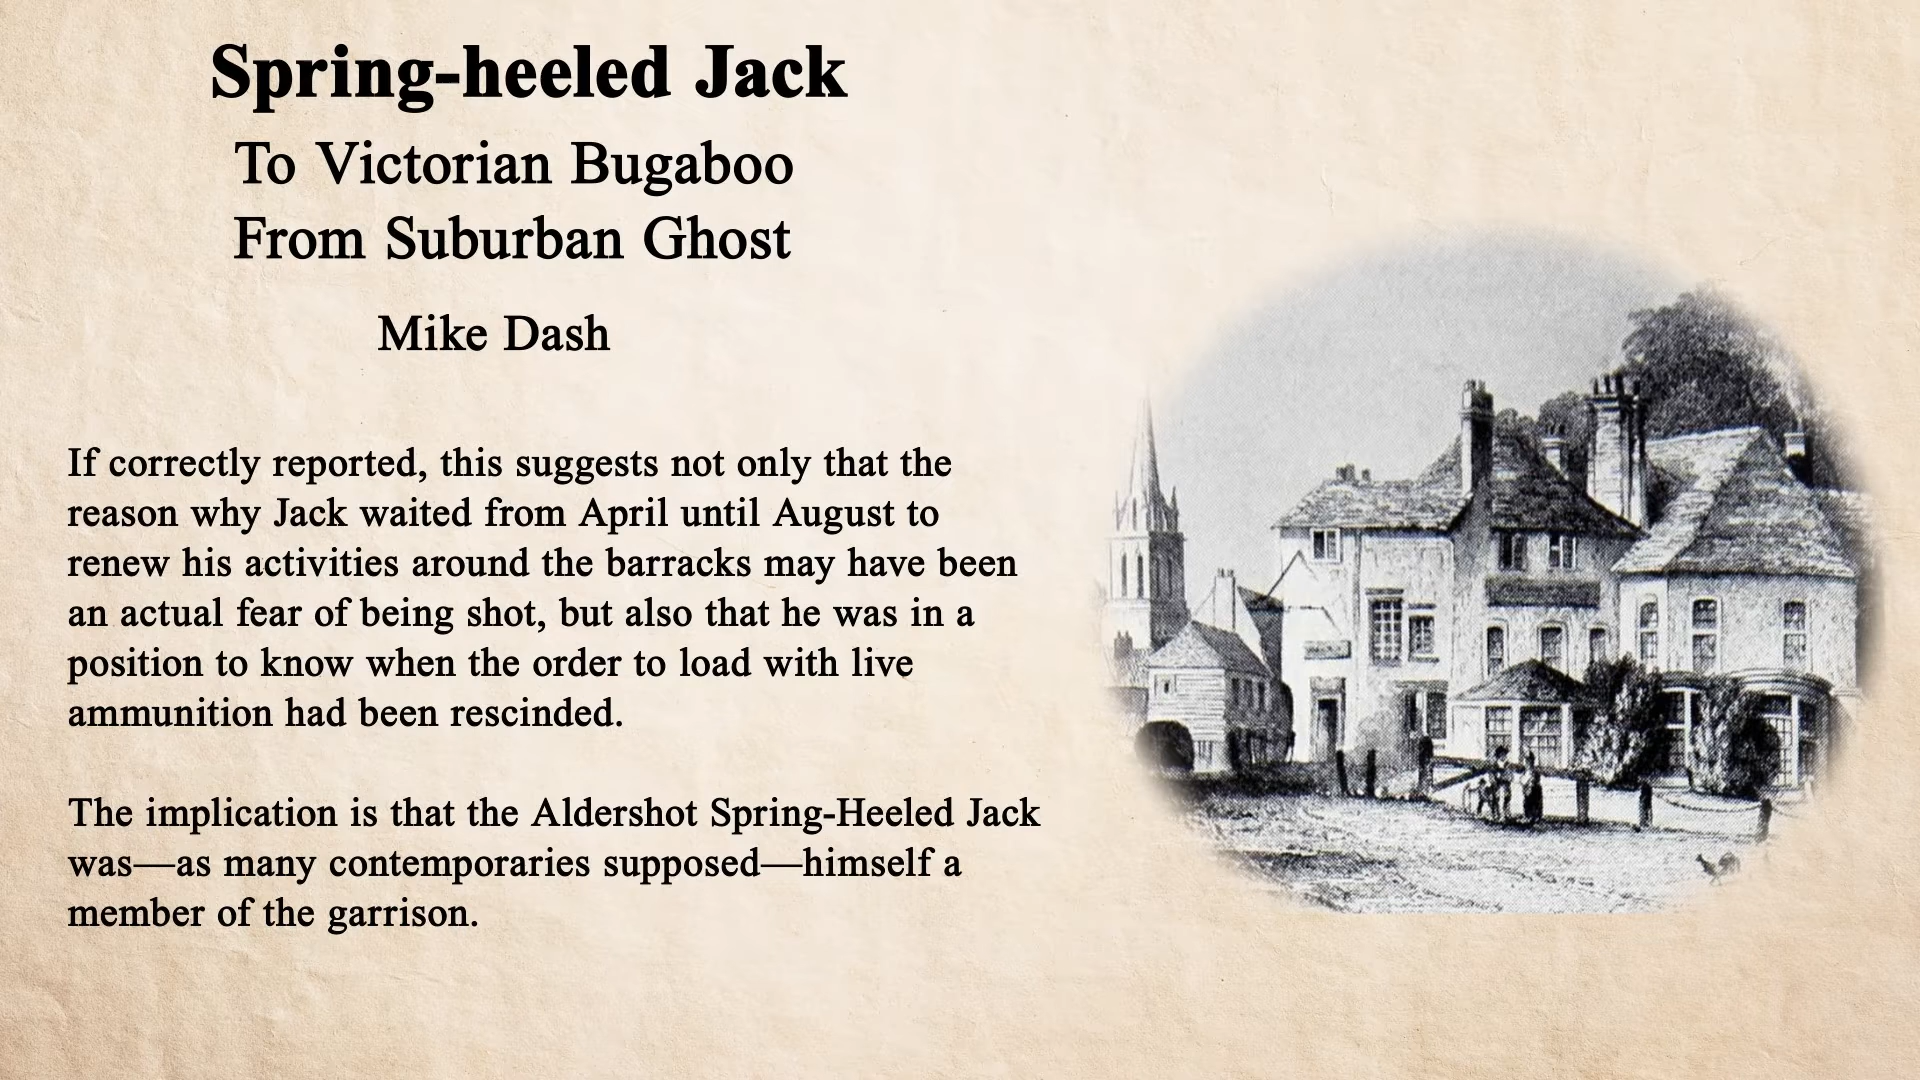 Spring-heeled Jack
To Victorian Bugaboo
From Suburban Ghost
Mike Dash
If correctly reported, this suggests not only that the
reason why Jack waited from April until August to
renew his activities around the barracks may have been
an actual fear of being shot, but also that he was in a
position to know when the order to load with live
ammunition had been rescinded.
The implication is that the Aldershot Spring-Heeled Jack
was—as many contemporaries supposed—himself a
member of the garrison.